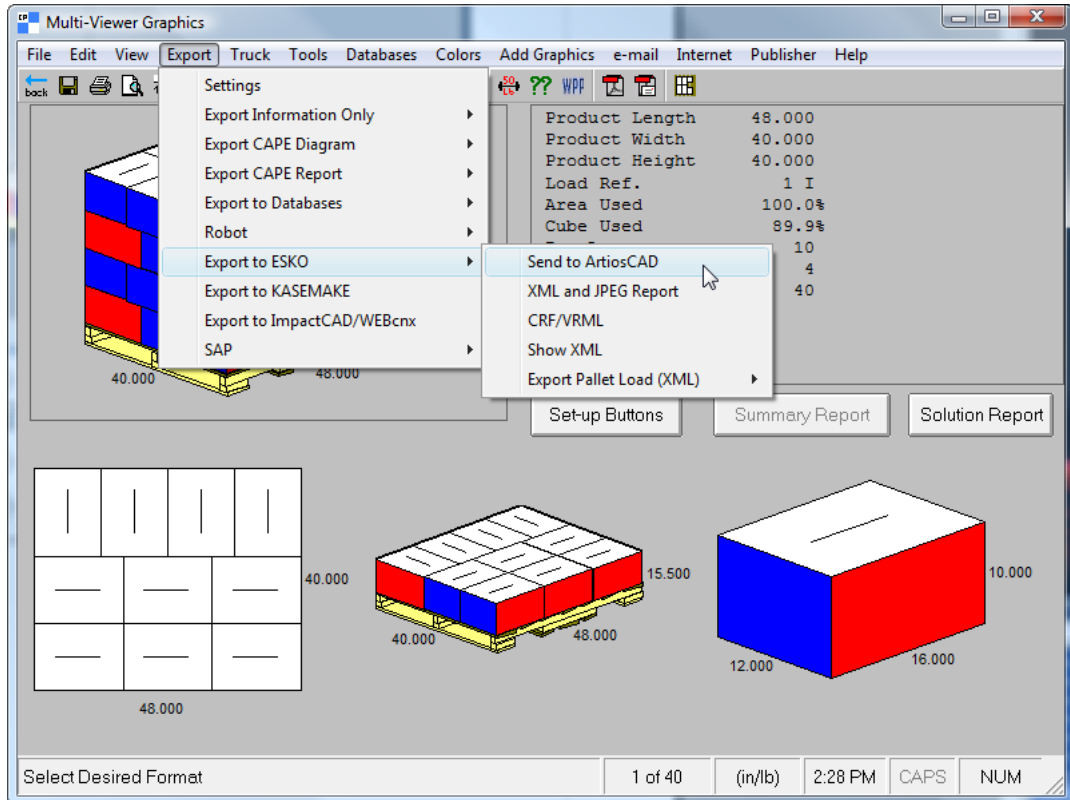 Multi-Viewer Graphics
File Edit View Export Truck Tools Databases Colors Add Graphics e-mail Internet Publisher Help
back 50 L6 ?? WPP
Settings
Export Information Only
Export CAPE Diagram
Export CAPE Report
Export to Databases
Robot
Export to ESKO
Export to KASEMAKE
Export to ImpactCAD/WEBcnx
SAP
Send to ArtiosCAD
XML and JPEG Report
CRF/VRML
Show XML
Export Pallet Load (XML)
Product Length 48.000
Product Width 40.000
Product Height 40.000
Load Ref. 1 I
Area Used 100.0%
Cube Used 89.9%
10
4
40
40.000 48.000
Set-up Buttons Summary Report Solution Report
40.000
48.000
15.500
40.000 48.000
10.000
12.000 16.000
Select Desired Format 1 of 40 (in/lb) 2:28 PM CAPS NUM